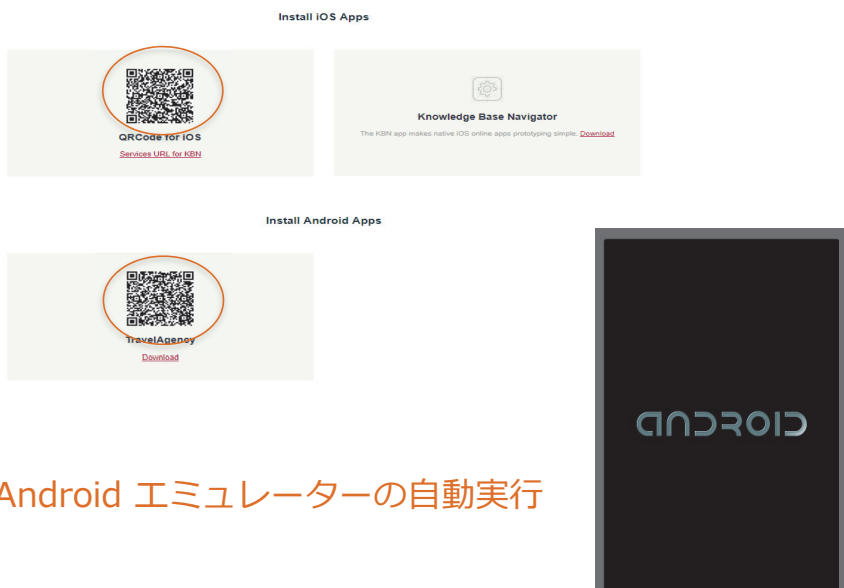 Install iOS Apps
QRCode for iOS
Services URL for KBN
Knowledge Base Navigator
The KBN app makes native iOS online apps prototyping simple. Download
Install Android Apps
TravelAgency
Download
ANDROID
Android エミュレーターの自動実行